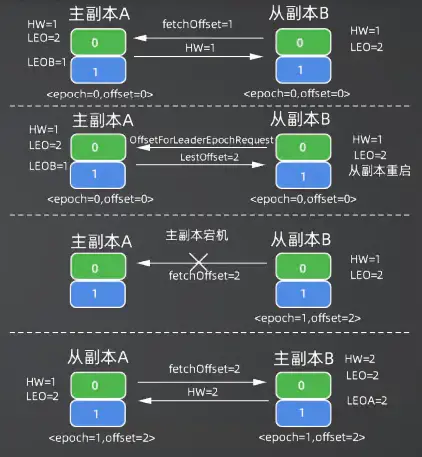 主副本A
从副本B
HW=1
LEO=2
LEOB=1
0
1
fetchOffset=1
HW=1
0
1
HW=1
LEO=2
<epoch=0,offset=0>
<epoch=0,offset=0>
主副本A
从副本B
HW=1
LEO=2
LEOB=1
0
1
OffsetForLeaderEpochRequest
LestOffset=2
0
1
HW=1
LEO=2
从副本重启
<epoch=0,offset=0>
<epoch=0,offset=0>
主副本A
主副本宕机
从副本B
0
1
fetchOffset=2
0
1
HW=1
LEO=2
<epoch=1,offset=2>
从副本A
主副本B
HW=1
LEO=2
0
1
fetchOffset=2
HW=2
0
1
HW=2
LEO=2
LEOA=2
<epoch=1,offset=2>
<epoch=1,offset=2>